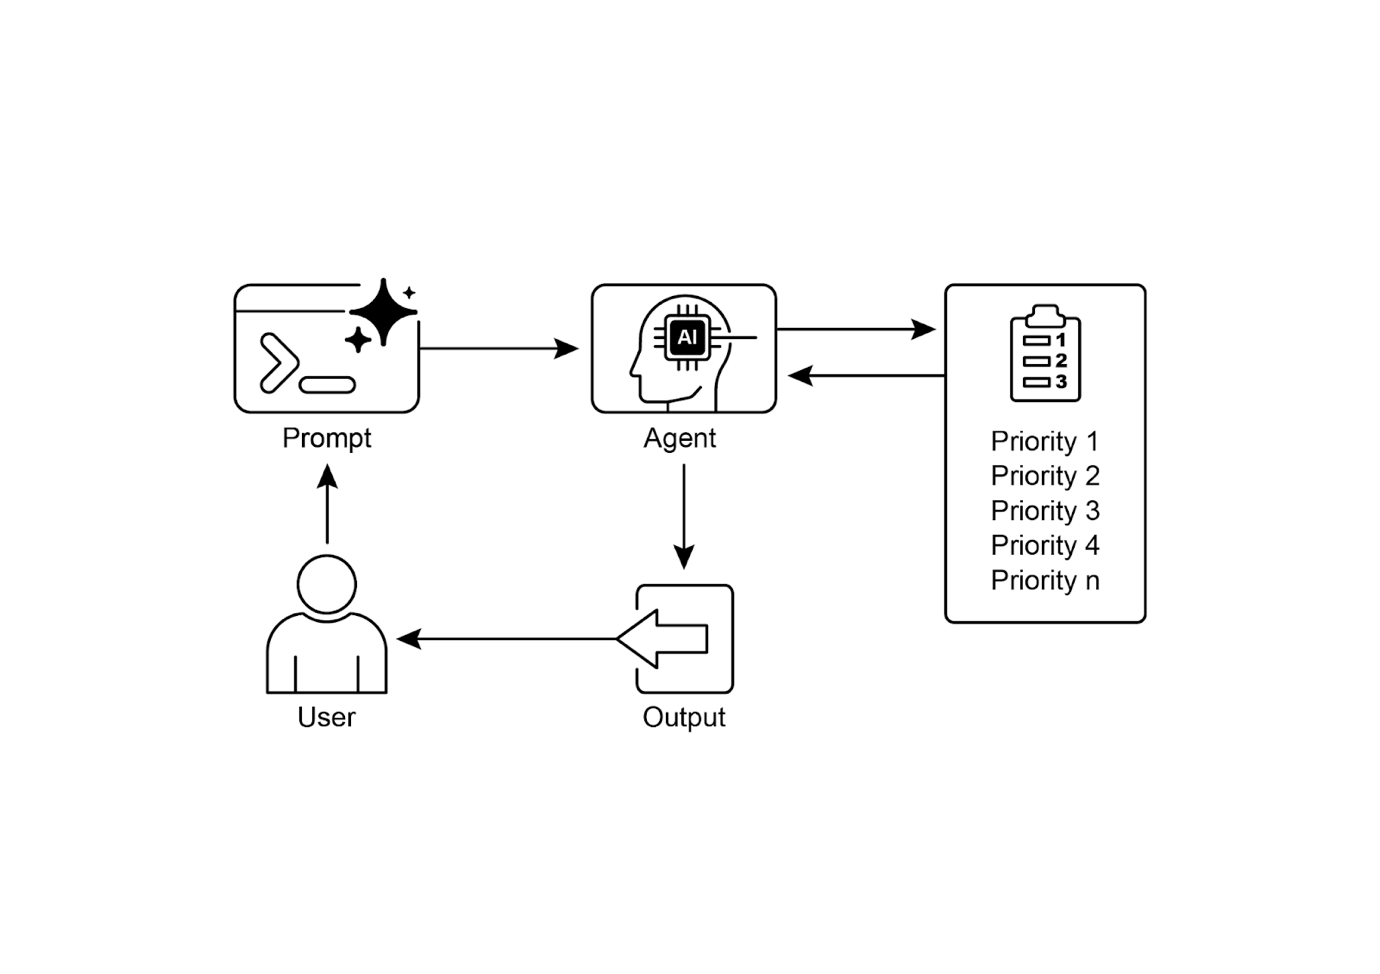 AI
1
2
3
Prompt
Agent
Priority 1
Priority 2
Priority 3
Priority 4
Priority n
User
Output